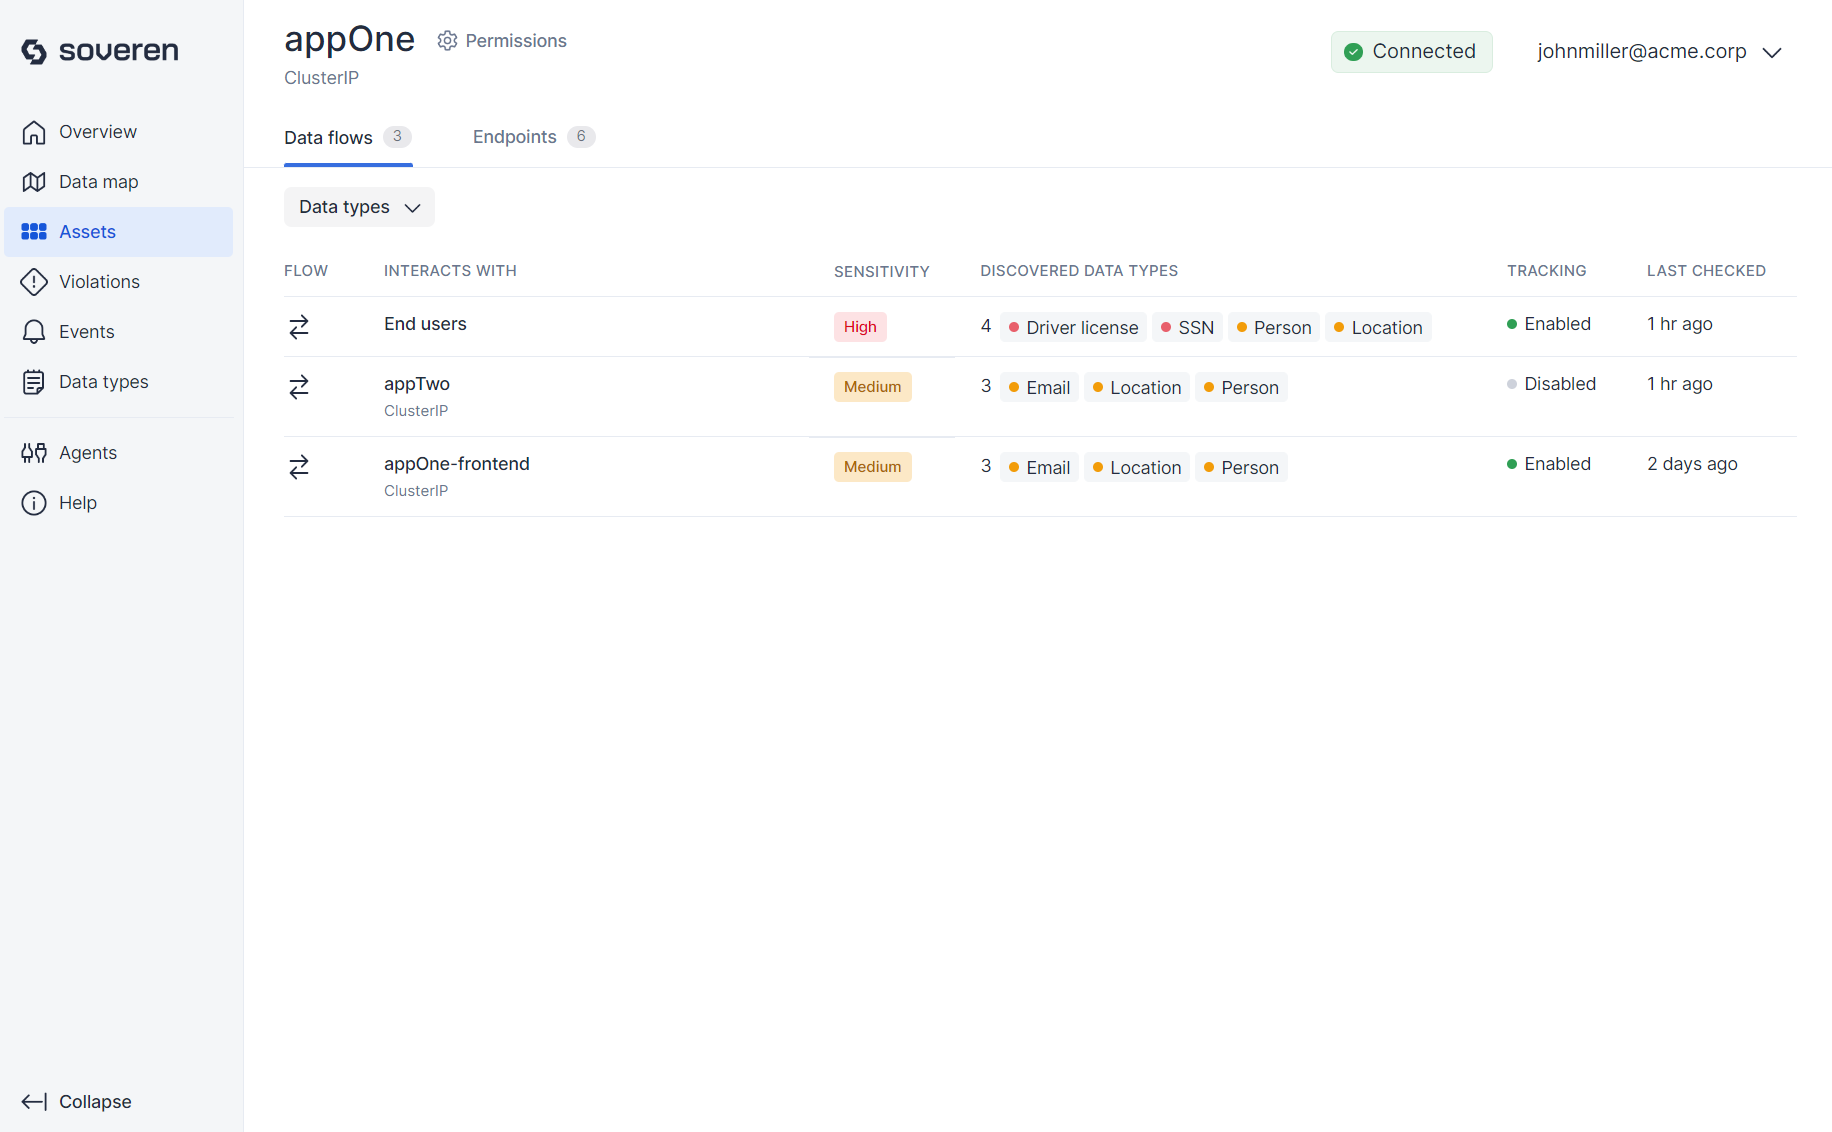 soveren
Overview
Data map
Assets
Violations
Events
Data types
Agents
Help
Collapse
appOne Permissions
ClusterIP
Connected
johnmiller@acme.corp
Data flows 3 Endpoints 6
Data types
FLOW INTERACTS WITH SENSITIVITY DISCOVERED DATA TYPES TRACKING LAST CHECKED
End users High 4 Driver license SSN Person Location Enabled 1 hr ago
appTwo Medium 3 Email Location Person Disabled 1 hr ago
ClusterIP
appOne-frontend Medium 3 Email Location Person Enabled 2 days ago
ClusterIP